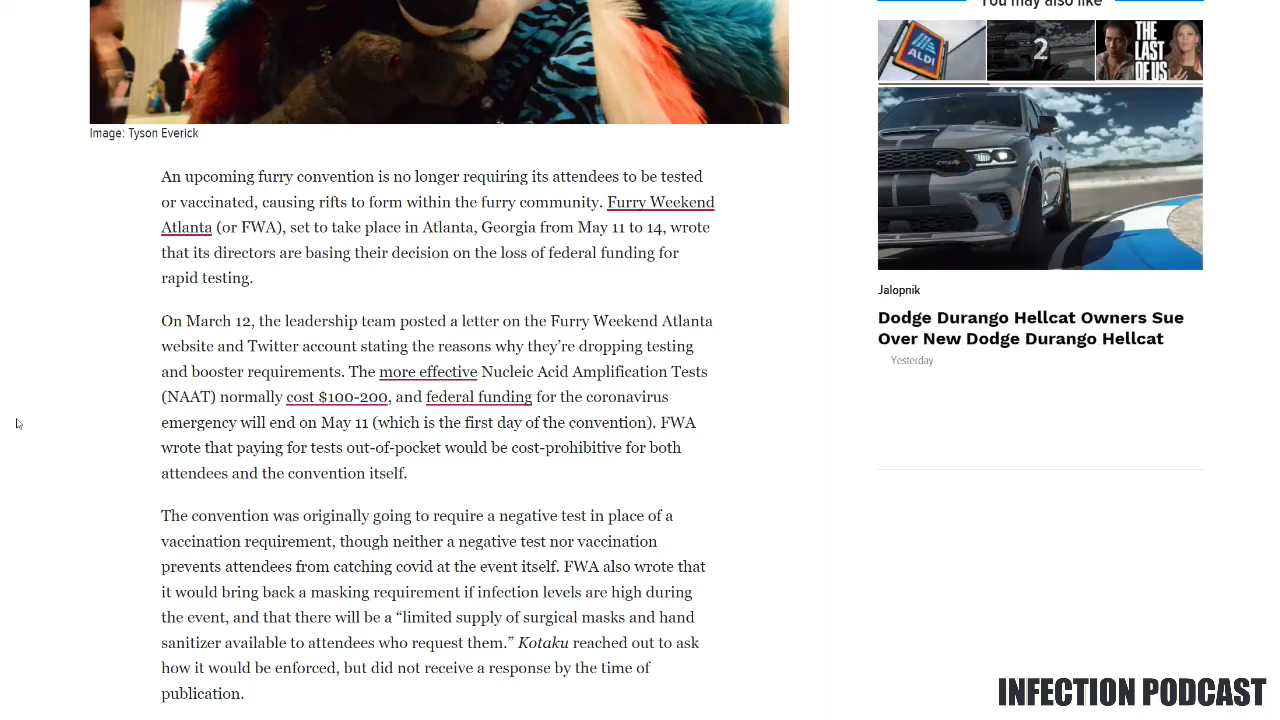 You may also like
ALDI
2
THE
LAST
OF US
Image: Tyson Everick
An upcoming furry convention is no longer requiring its attendees to be tested
or vaccinated, causing rifts to form within the furry community. Furry Weekend
Atlanta (or FWA), set to take place in Atlanta, Georgia from May 11 to 14, wrote
that its directors are basing their decision on the loss of federal funding for
rapid testing.
On March 12, the leadership team posted a letter on the Furry Weekend Atlanta
website and Twitter account stating the reasons why they’re dropping testing
and booster requirements. The more effective Nucleic Acid Amplification Tests
(NAAT) normally cost $100-200, and federal funding for the coronavirus
emergency will end on May 11 (which is the first day of the convention). FWA
wrote that paying for tests out-of-pocket would be cost-prohibitive for both
attendees and the convention itself.
The convention was originally going to require a negative test in place of a
vaccination requirement, though neither a negative test nor vaccination
prevents attendees from catching covid at the event itself. FWA also wrote that
it would bring back a masking requirement if infection levels are high during
the event, and that there will be a “limited supply of surgical masks and hand
sanitizer available to attendees who request them.” Kotaku reached out to ask
how it would be enforced, but did not receive a response by the time of
publication.
Jalopnik
Dodge Durango Hellcat Owners Sue
Over New Dodge Durango Hellcat
Yesterday
INFECTION PODCAST